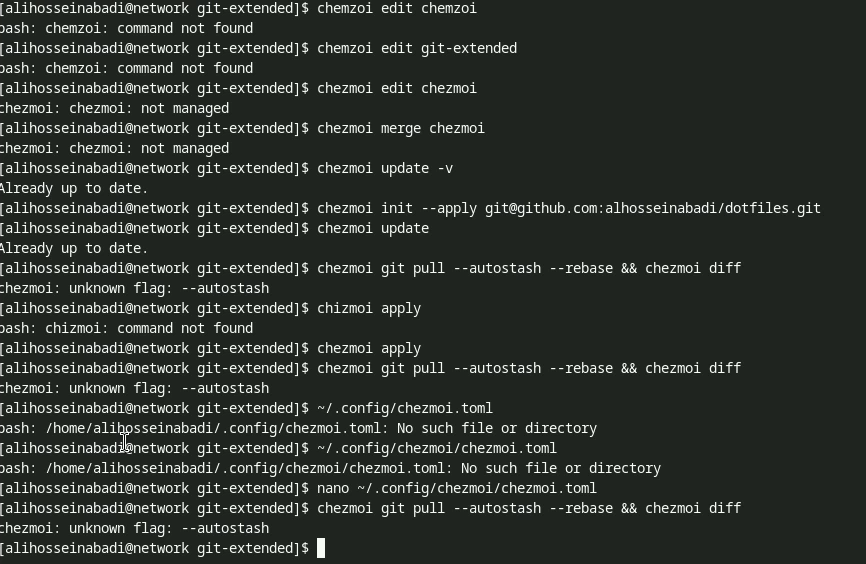 [alihosseinabadi@network git-extended]$ chemzoi edit chemzoi
bash: chemzoi: command not found
[alihosseinabadi@network git-extended]$ chemzoi edit git-extended
bash: chemzoi: command not found
[alihosseinabadi@network git-extended]$ chezmoi edit chezmoi
chezmoi: chezmoi: not managed
[alihosseinabadi@network git-extended]$ chezmoi merge chezmoi
chezmoi: chezmoi: not managed
[alihosseinabadi@network git-extended]$ chezmoi update -v
Already up to date.
[alihosseinabadi@network git-extended]$ chezmoi init --apply git@github.com:alhosseinabadi/dotfiles.git
[alihosseinabadi@network git-extended]$ chezmoi update
Already up to date.
[alihosseinabadi@network git-extended]$ chezmoi git pull --autostash --rebase && chezmoi diff
chezmoi: unknown flag: --autostash
[alihosseinabadi@network git-extended]$ chizmoi apply
bash: chizmoi: command not found
[alihosseinabadi@network git-extended]$ chezmoi apply
[alihosseinabadi@network git-extended]$ chezmoi git pull --autostash --rebase && chezmoi diff
chezmoi: unknown flag: --autostash
[alihosseinabadi@network git-extended]$ ~/.config/chezmoi.toml
bash: /home/alihosseinabadi/.config/chezmoi.toml: No such file or directory
[alihosseinabadi@network git-extended]$ ~/.config/chezmoi/chezmoi.toml
bash: /home/alihosseinabadi/.config/chezmoi/chezmoi.toml: No such file or directory
[alihosseinabadi@network git-extended]$ nano ~/.config/chezmoi/chezmoi.toml
[alihosseinabadi@network git-extended]$ chezmoi git pull --autostash --rebase && chezmoi diff
chezmoi: unknown flag: --autostash
[alihosseinabadi@network git-extended]$